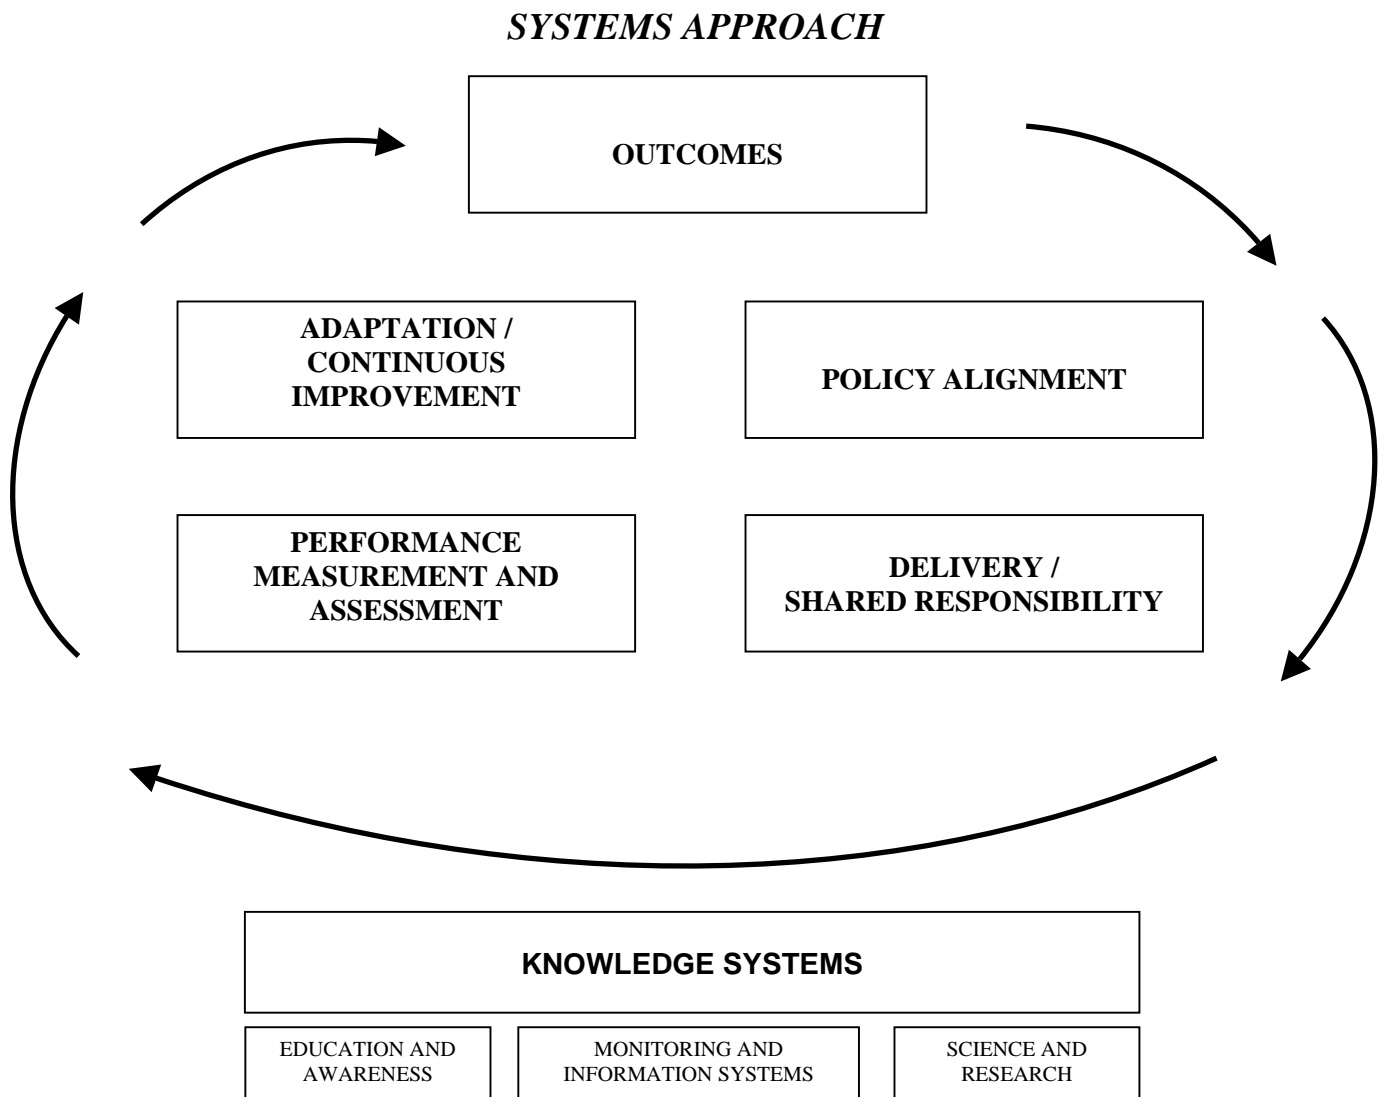 SYSTEMS APPROACH
OUTCOMES
ADAPTATION /
CONTINUOUS
IMPROVEMENT
POLICY ALIGNMENT
PERFORMANCE
MEASUREMENT AND
ASSESSMENT
DELIVERY /
SHARED RESPONSIBILITY
KNOWLEDGE SYSTEMS
EDUCATION AND
AWARENESS
MONITORING AND
INFORMATION SYSTEMS
SCIENCE AND
RESEARCH